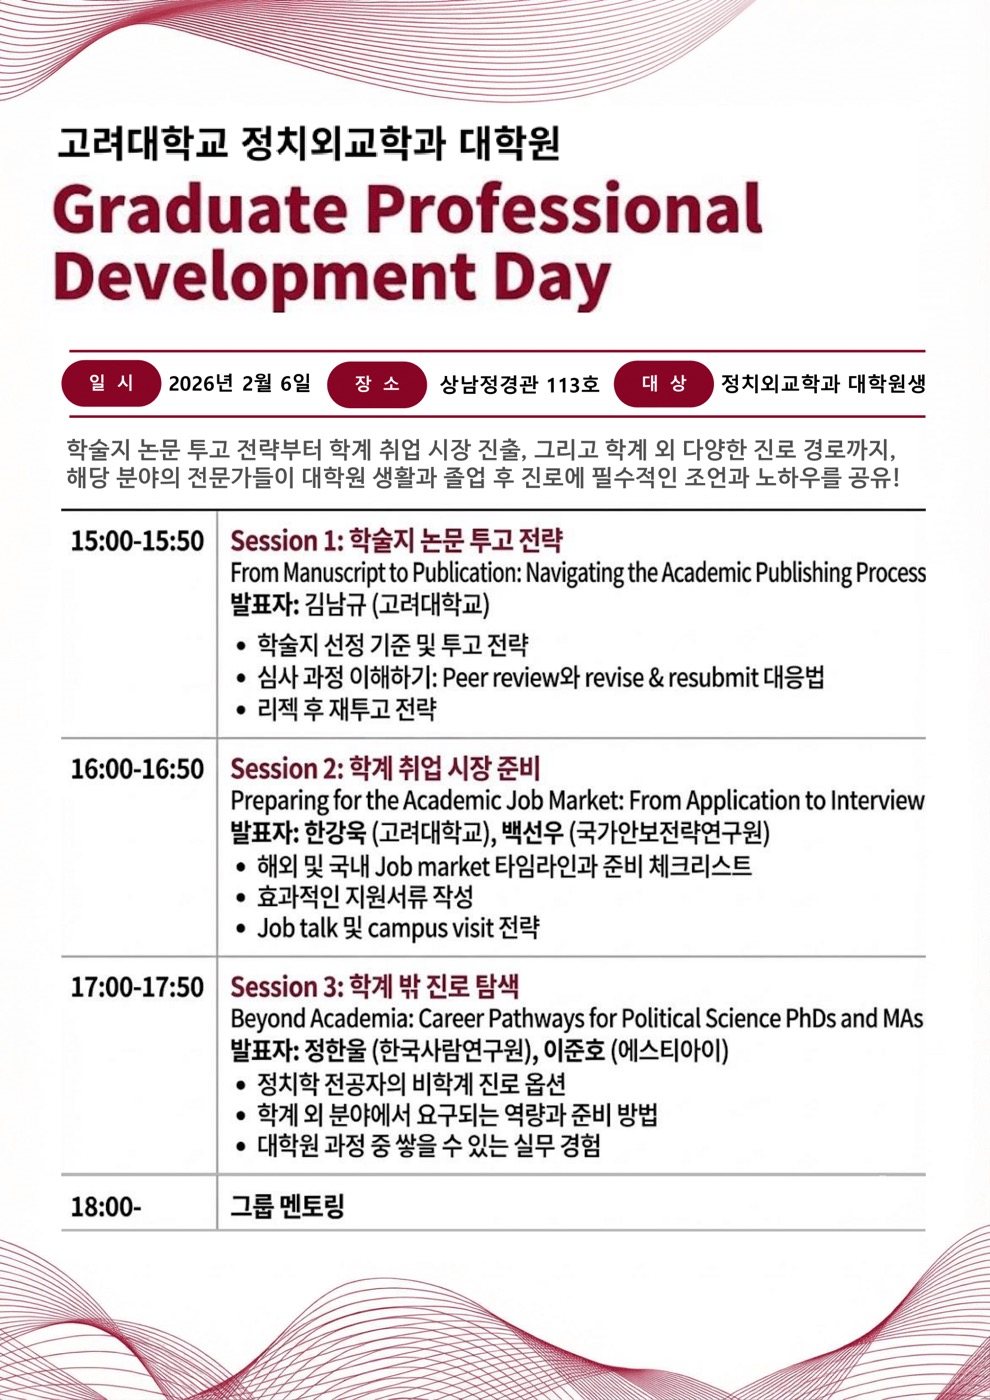 고려대학교 정치외교학과 대학원
Graduate Professional
Development Day
일 시 2026년 2월 6일 장 소 상남정경관 113호 대 상 정치외교학과 대학원생
학술지 논문 투고 전략부터 학계 취업 시장 진출, 그리고 학계 외 다양한 진로 경로까지,
해당 분야의 전문가들이 대학원 생활과 졸업 후 진로에 필수적인 조언과 노하우를 공유!
15:00-15:50 Session 1: 학술지 논문 투고 전략
From Manuscript to Publication: Navigating the Academic Publishing Process
발표자: 김남규 (고려대학교)
• 학술지 선정 기준 및 투고 전략
• 심사 과정 이해하기: Peer review와 revise & resubmit 대응법
• 리젝 후 재투고 전략
16:00-16:50 Session 2: 학계 취업 시장 준비
Preparing for the Academic Job Market: From Application to Interview
발표자: 한강욱 (고려대학교), 백선우 (국가안보전략연구원)
• 해외 및 국내 Job market 타임라인과 준비 체크리스트
• 효과적인 지원서류 작성
• Job talk 및 campus visit 전략
17:00-17:50 Session 3: 학계 밖 진로 탐색
Beyond Academia: Career Pathways for Political Science PhDs and MAs
발표자: 정한울 (한국사람연구원), 이준호 (에스티아이)
• 정치학 전공자의 비학계 진로 옵션
• 학계 외 분야에서 요구되는 역량과 준비 방법
• 대학원 과정 중 쌓을 수 있는 실무 경험
18:00- 그룹 멘토링